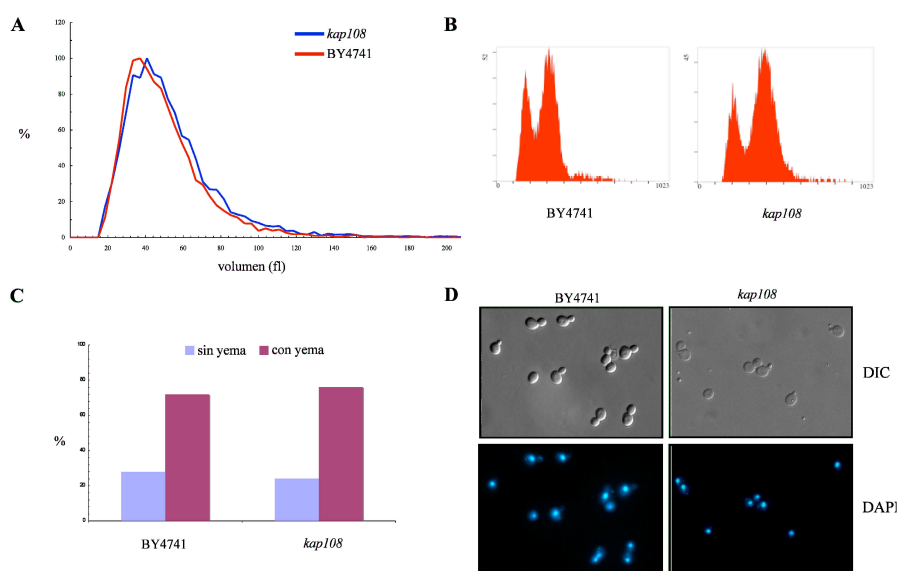 A
120
100
80
60
40
20
0
%
kap108
BY4741
0 20 40 60 80 100 120 140 160 180 200
volumen (fl)
B
52
0 1023
BY4741
45
0 1023
kap108
C
sin yema con yema
80
60
40
20
0
%
BY4741 kap108
D
BY4741 kap108
DIC
DAPI